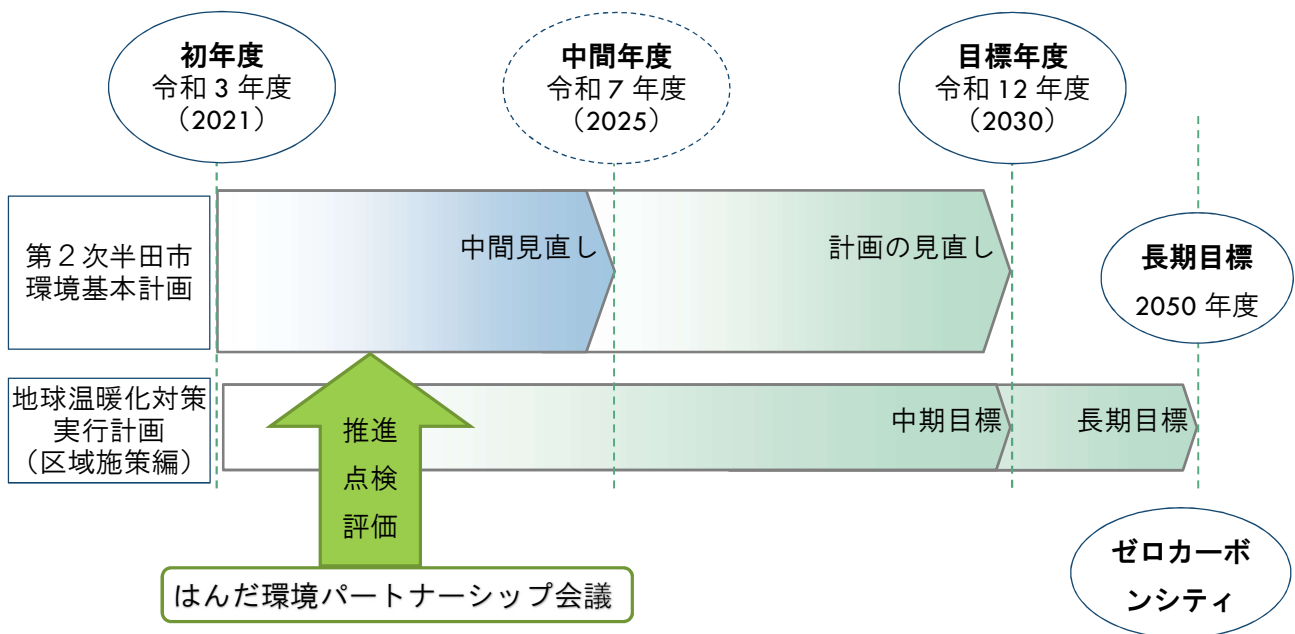 初年度
令和 3 年度
（2021）
中間年度
令和 7 年度
（2025）
目標年度
令和 12 年度
（2030）
第２次半田市
環境基本計画
中間見直し
計画の見直し
長期目標
2050 年度
地球温暖化対策
実行計画
（区域施策編）
中期目標
長期目標
推進
点検
評価
はんだ環境パートナーシップ会議
ゼロカーボ
ンシティ